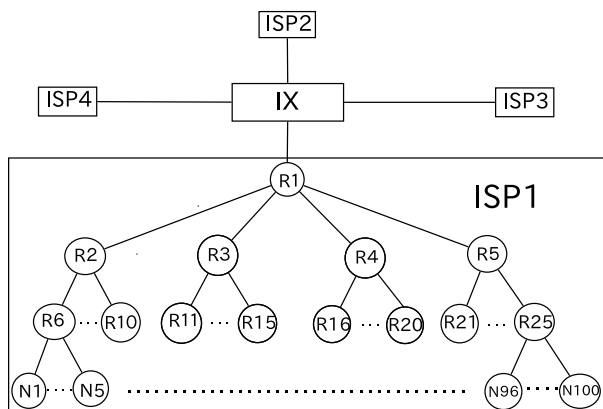 ISP2
ISP4 IX ISP3
R1
ISP1
R2 R3 R4 R5
R6 R10 R11 R15 R16 R20 R21 R25
N1 N5 N96 N100